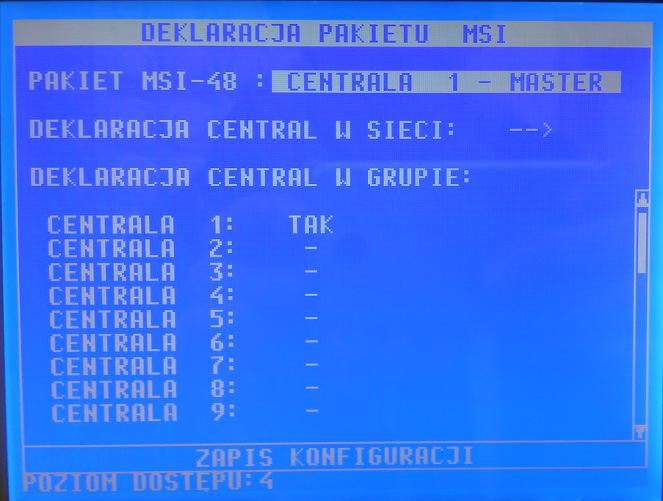 DEKLARACJA PAKIETU MSI
PAKIET MSI-48 : CENTRALA 1 - MASTER
DEKLARACJA CENTRAL W SIECI: -->
DEKLARACJA CENTRAL W GRUPIE:
CENTRALA 1: TAK
CENTRALA 2: -
CENTRALA 3: -
CENTRALA 4: -
CENTRALA 5: -
CENTRALA 6: -
CENTRALA 7: -
CENTRALA 8: -
CENTRALA 9: -
ZAPIS KONFIGURACJI
POZIOM DOSTĘPU:4